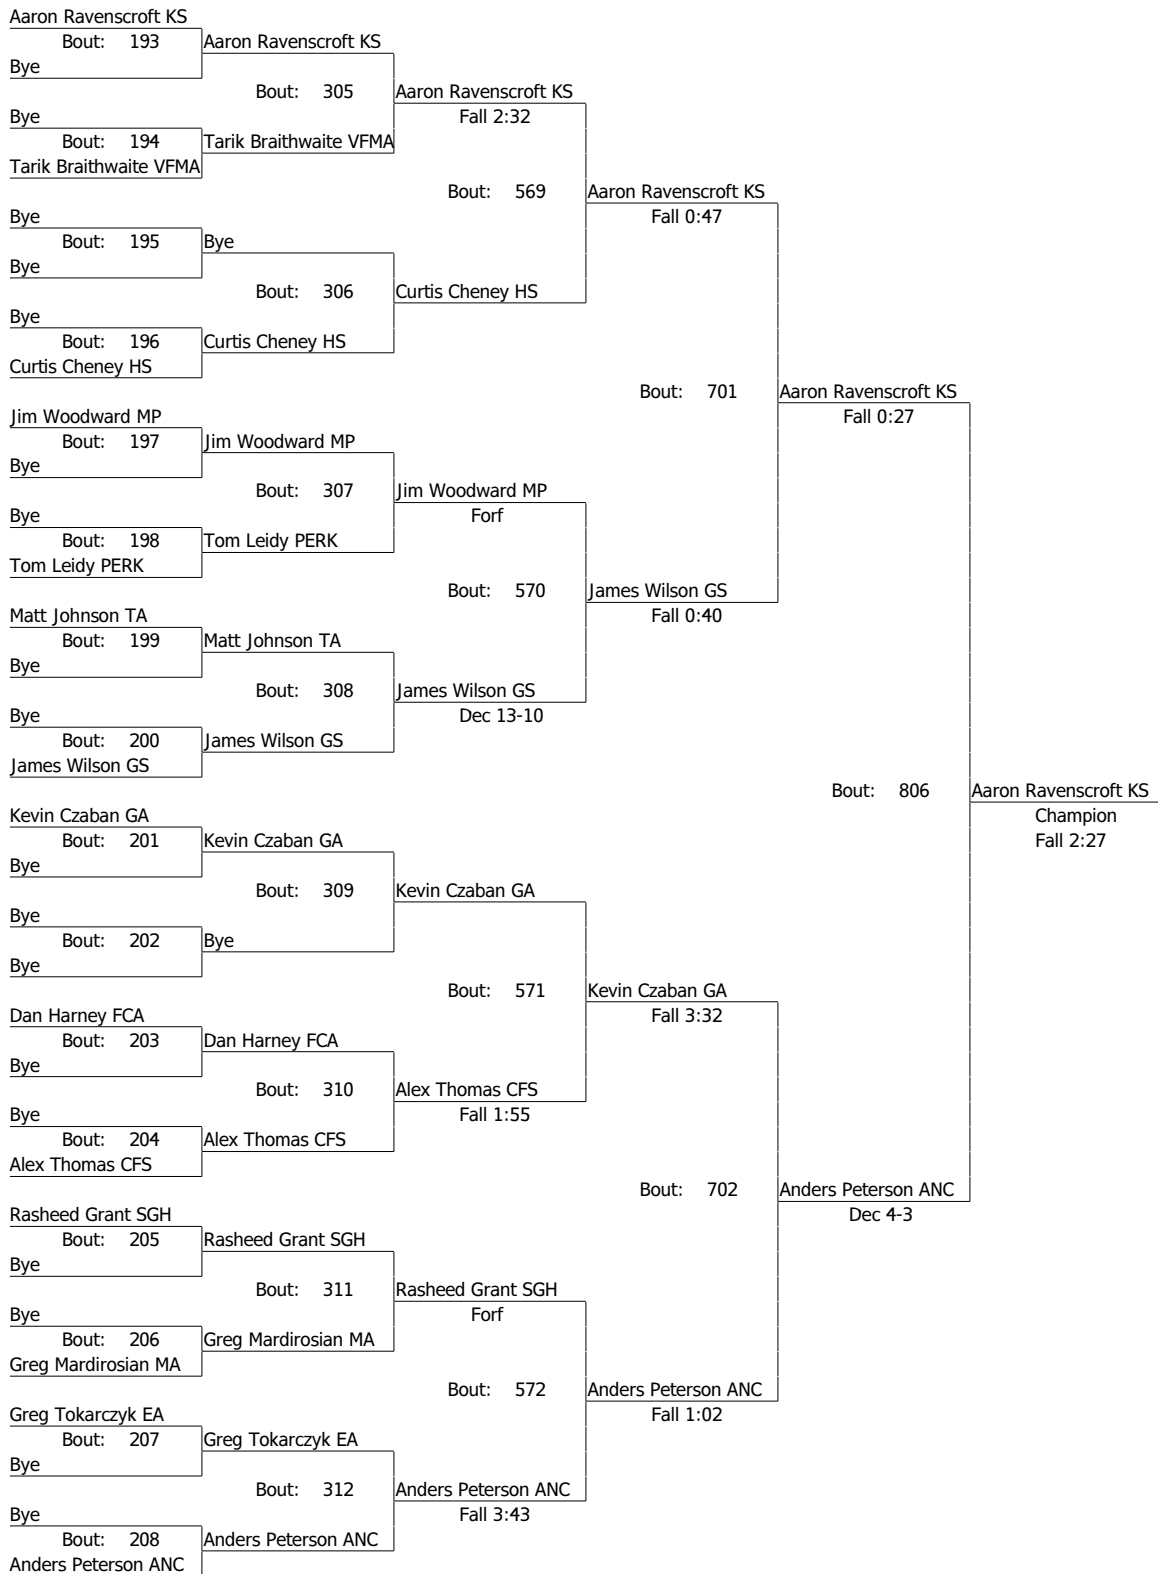 Aaron Ravenscroft KS
Bout: 193 Aaron Ravenscroft KS
Bye
Bout: 305 Aaron Ravenscroft KS
Bye Fall 2:32
Bout: 194 Tarik Braithwaite VFMA
Tarik Braithwaite VFMA
Bout: 569 Aaron Ravenscroft KS
Bye Fall 0:47
Bout: 195 Bye
Bye
Bout: 306 Curtis Cheney HS
Bye
Bout: 196 Curtis Cheney HS
Curtis Cheney HS
Bout: 701 Aaron Ravenscroft KS
Jim Woodward MP Fall 0:27
Bout: 197 Jim Woodward MP
Bye
Bout: 307 Jim Woodward MP
Bye Forf
Bout: 198 Tom Leidy PERK
Tom Leidy PERK
Bout: 570 James Wilson GS
Matt Johnson TA Fall 0:40
Bout: 199 Matt Johnson TA
Bye
Bout: 308 James Wilson GS
Bye Dec 13-10
Bout: 200 James Wilson GS
James Wilson GS
Bout: 806 Aaron Ravenscroft KS
Kevin Czaban GA Champion
Bout: 201 Kevin Czaban GA Fall 2:27
Bye
Bout: 309 Kevin Czaban GA
Bye
Bout: 202 Bye
Bye
Bout: 571 Kevin Czaban GA
Dan Harney FCA Fall 3:32
Bout: 203 Dan Harney FCA
Bye
Bout: 310 Alex Thomas CFS
Bye Fall 1:55
Bout: 204 Alex Thomas CFS
Alex Thomas CFS
Bout: 702 Anders Peterson ANC
Rasheed Grant SGH Dec 4-3
Bout: 205 Rasheed Grant SGH
Bye
Bout: 311 Rasheed Grant SGH
Bye Forf
Bout: 206 Greg Mardirosian MA
Greg Mardirosian MA
Bout: 572 Anders Peterson ANC
Greg Tokarczyk EA Fall 1:02
Bout: 207 Greg Tokarczyk EA
Bye
Bout: 312 Anders Peterson ANC
Bye Fall 3:43
Bout: 208 Anders Peterson ANC
Anders Peterson ANC